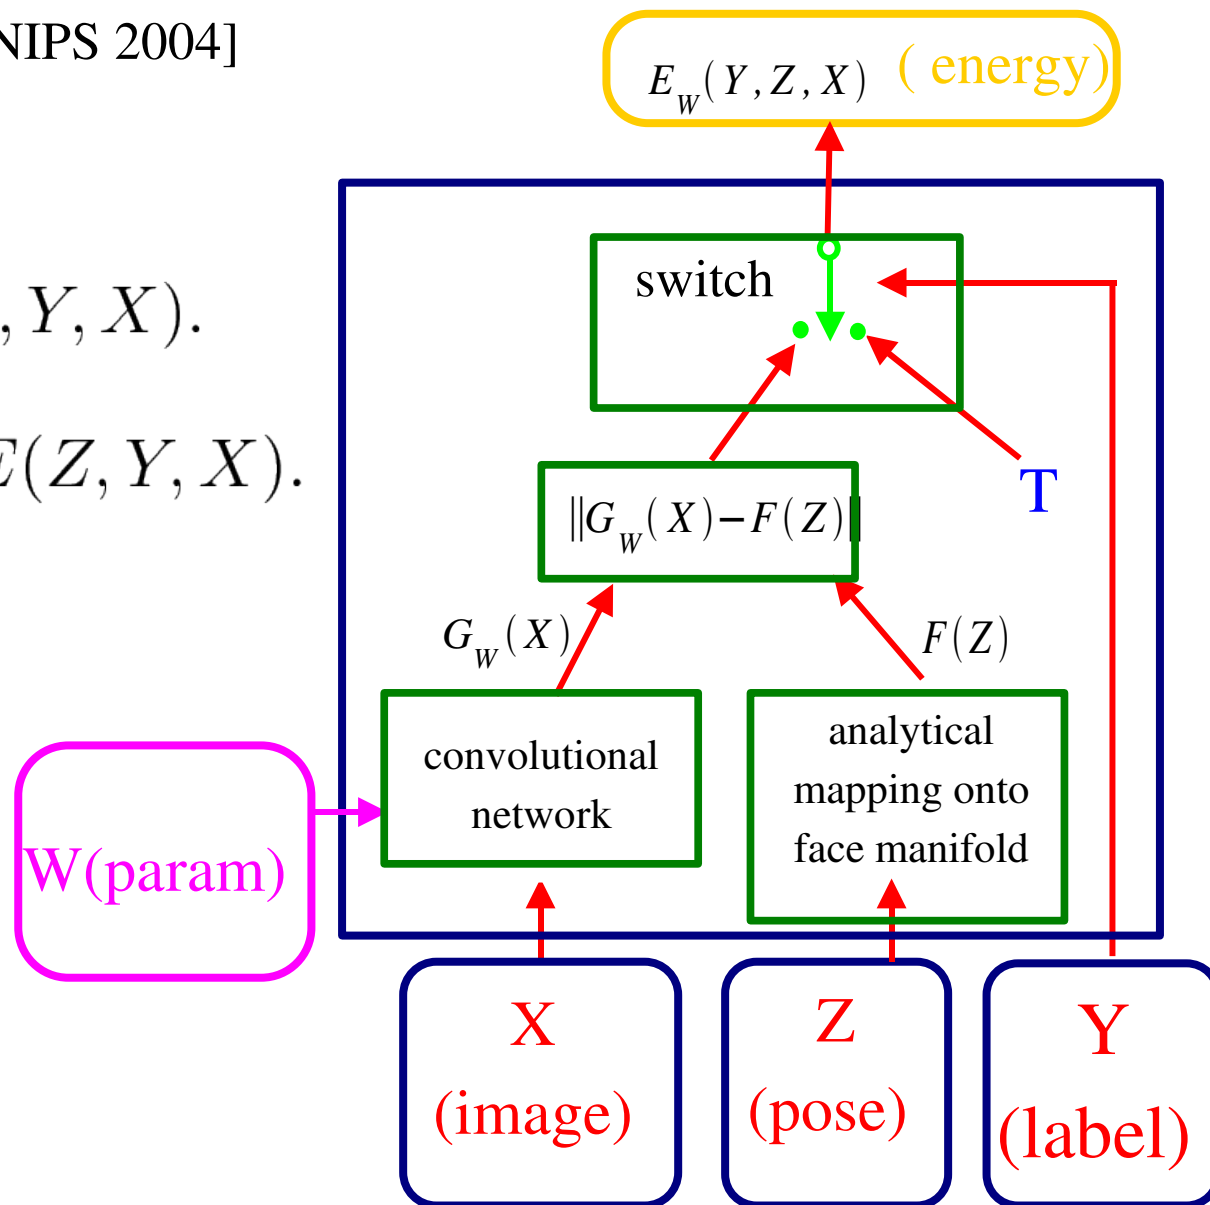 NIPS 2004]
E_W(Y,Z,X) ( energy)
switch
, Y, X).
E(Z, Y, X).
T
‖G_W(X)−F(Z)‖
G_W(X)
F(Z)
convolutional
network
analytical
mapping onto
face manifold
W(param)
X
(image)
Z
(pose)
Y
(label)